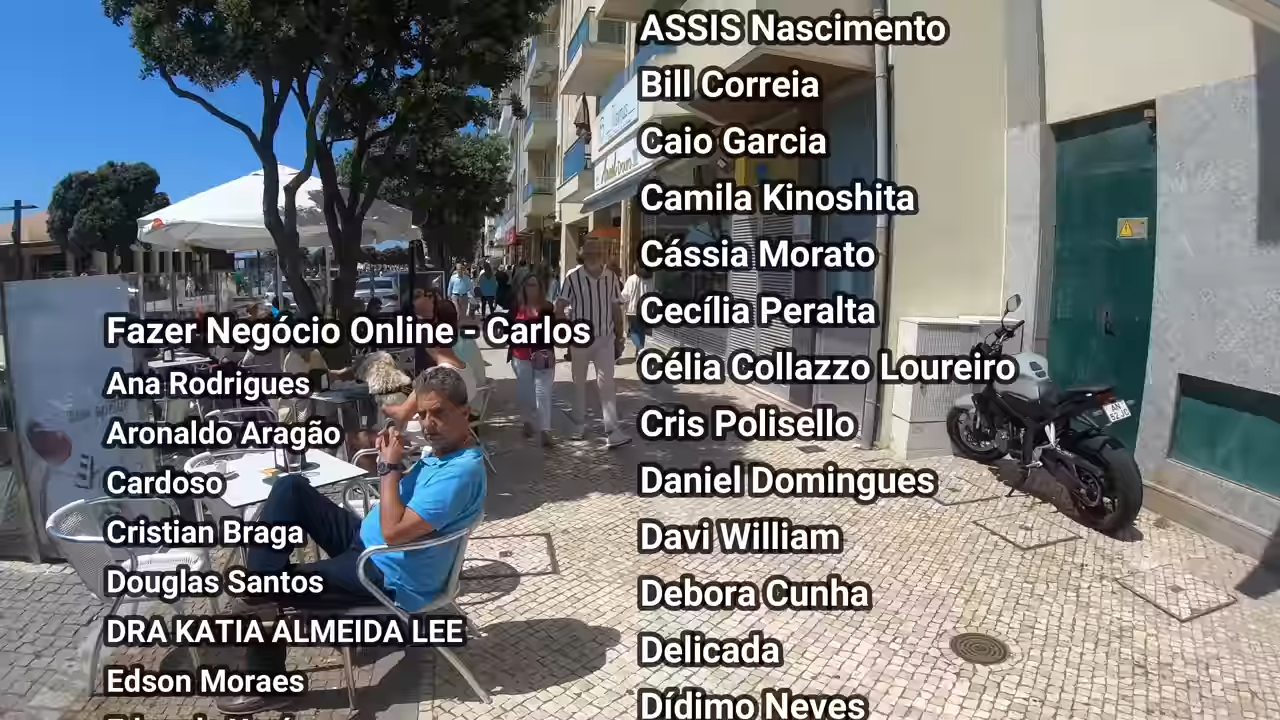 Fazer Negócio Online - Carlos
Ana Rodrigues
Aronaldo Aragão
Cardoso
Cristian Braga
Douglas Santos
DRA KATIA ALMEIDA LEE
Edson Moraes
ASSIS Nascimento
Bill Correia
Caio Garcia
Camila Kinoshita
Cássia Morato
Cecília Peralta
Célia Collazzo Loureiro
Cris Polisello
Daniel Domingues
Davi William
Debora Cunha
Delicada
Dídimo Neves